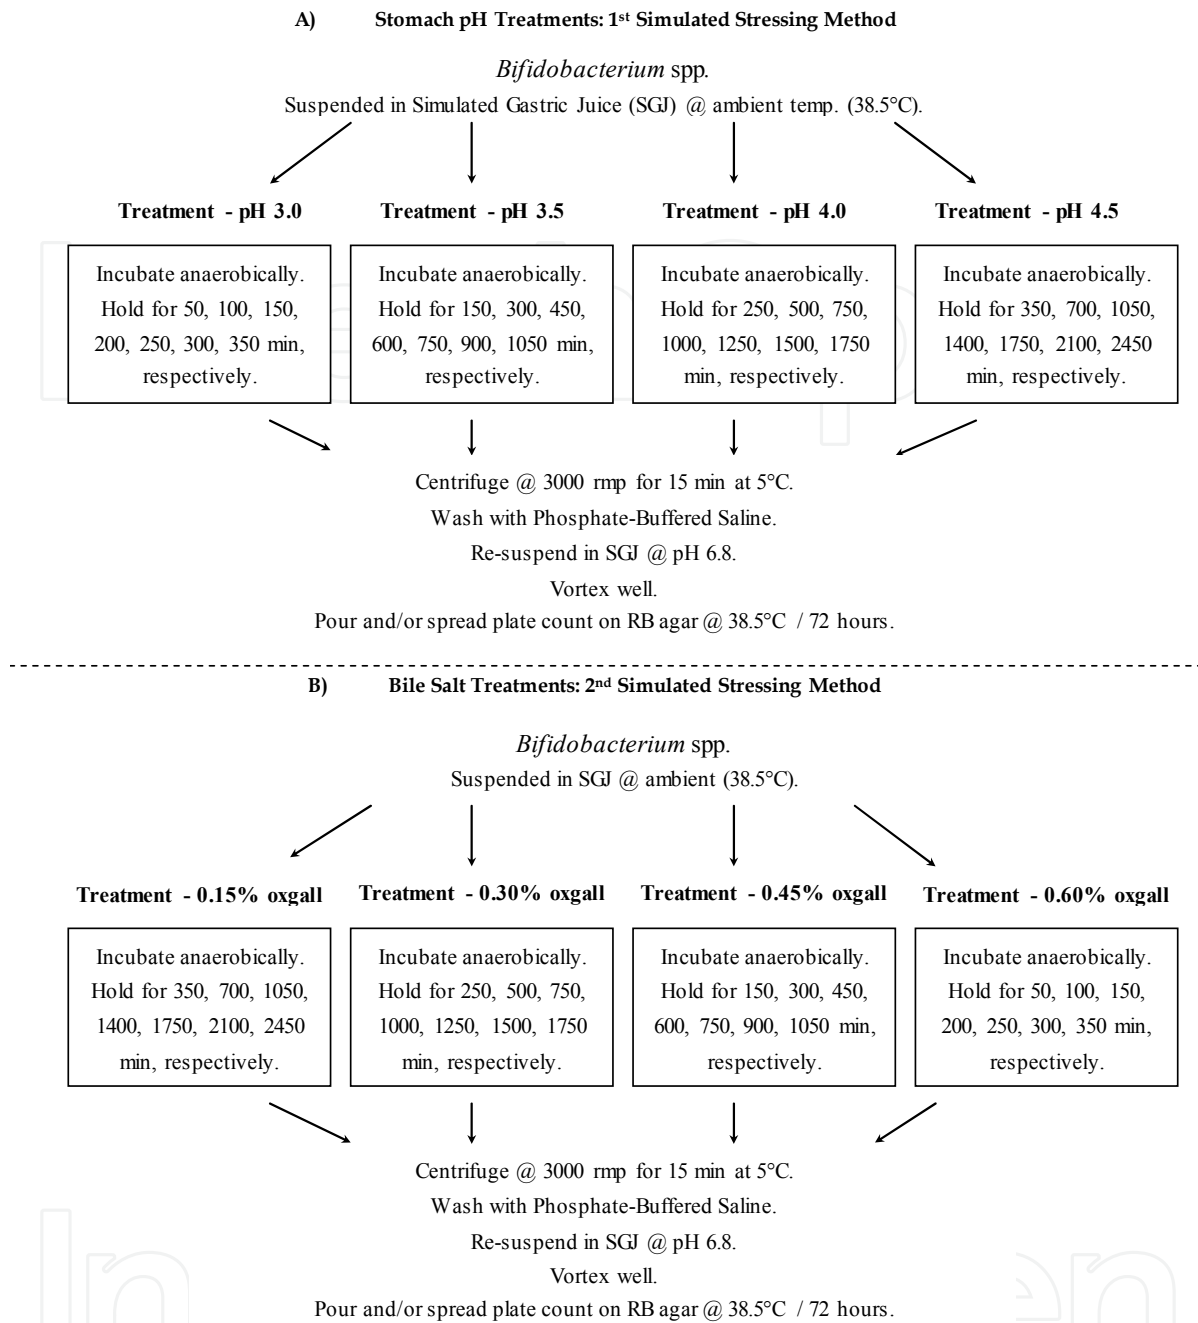 A) Stomach pH Treatments: 1st Simulated Stressing Method
Bifidobacterium spp.
Suspended in Simulated Gastric Juice (SGJ) @ ambient temp. (38.5°C).
Treatment - pH 3.0
Treatment - pH 3.5
Treatment - pH 4.0
Treatment - pH 4.5
Incubate anaerobically.
Hold for 50, 100, 150,
200, 250, 300, 350 min,
respectively.
Incubate anaerobically.
Hold for 150, 300, 450,
600, 750, 900, 1050 min,
respectively.
Incubate anaerobically.
Hold for 250, 500, 750,
1000, 1250, 1500, 1750
min, respectively.
Incubate anaerobically.
Hold for 350, 700, 1050,
1400, 1750, 2100, 2450
min, respectively.
Centrifuge @ 3000 rmp for 15 min at 5°C.
Wash with Phosphate-Buffered Saline.
Re-suspend in SGJ @ pH 6.8.
Vortex well.
Pour and/or spread plate count on RB agar @ 38.5°C / 72 hours.
B) Bile Salt Treatments: 2nd Simulated Stressing Method
Bifidobacterium spp.
Suspended in SGJ @ ambient (38.5°C).
Treatment - 0.15% oxgall
Treatment - 0.30% oxgall
Treatment - 0.45% oxgall
Treatment - 0.60% oxgall
Incubate anaerobically.
Hold for 350, 700, 1050,
1400, 1750, 2100, 2450
min, respectively.
Incubate anaerobically.
Hold for 250, 500, 750,
1000, 1250, 1500, 1750
min, respectively.
Incubate anaerobically.
Hold for 150, 300, 450,
600, 750, 900, 1050 min,
respectively.
Incubate anaerobically.
Hold for 50, 100, 150,
200, 250, 300, 350 min,
respectively.
Centrifuge @ 3000 rmp for 15 min at 5°C.
Wash with Phosphate-Buffered Saline.
Re-suspend in SGJ @ pH 6.8.
Vortex well.
Pour and/or spread plate count on RB agar @ 38.5°C / 72 hours.